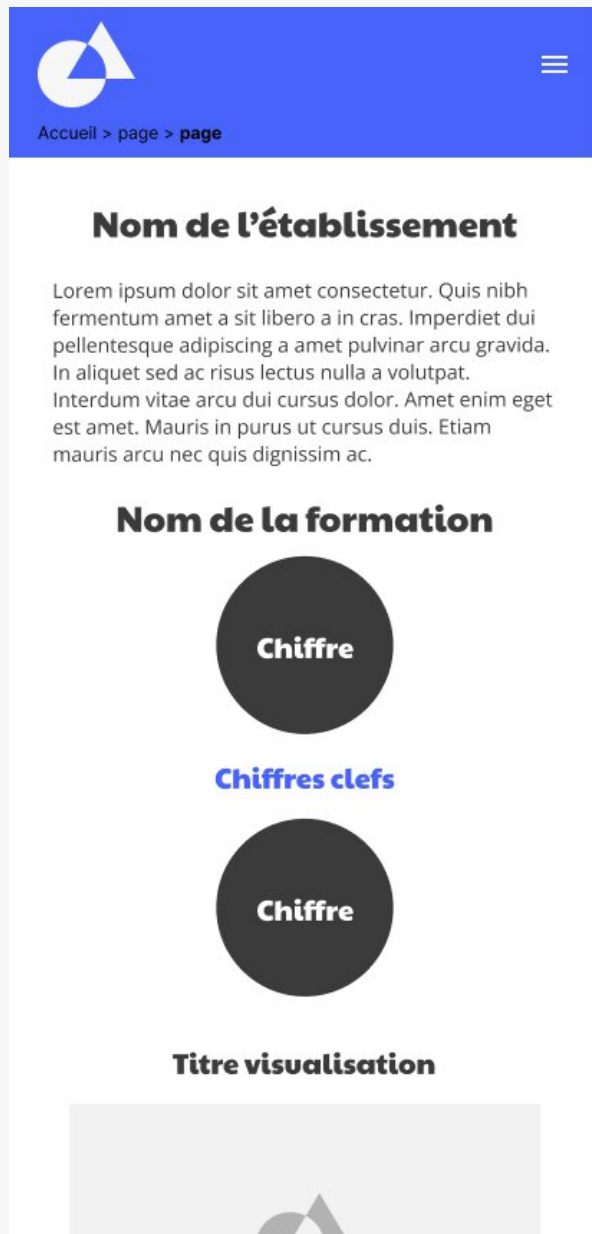 Accueil > page > page
Nom de l’établissement
Lorem ipsum dolor sit amet consectetur. Quis nibh
fermentum amet a sit libero a in cras. Imperdiet dui
pellentesque adipiscing a amet pulvinar arcu gravida.
In aliquet sed ac risus lectus nulla a volutpat.
Interdum vitae arcu dui cursus dolor. Amet enim eget
est amet. Mauris in purus ut cursus duis. Etiam
mauris arcu nec quis dignissim ac.
Nom de la formation
Chiffre
Chiffres clefs
Chiffre
Titre visualisation